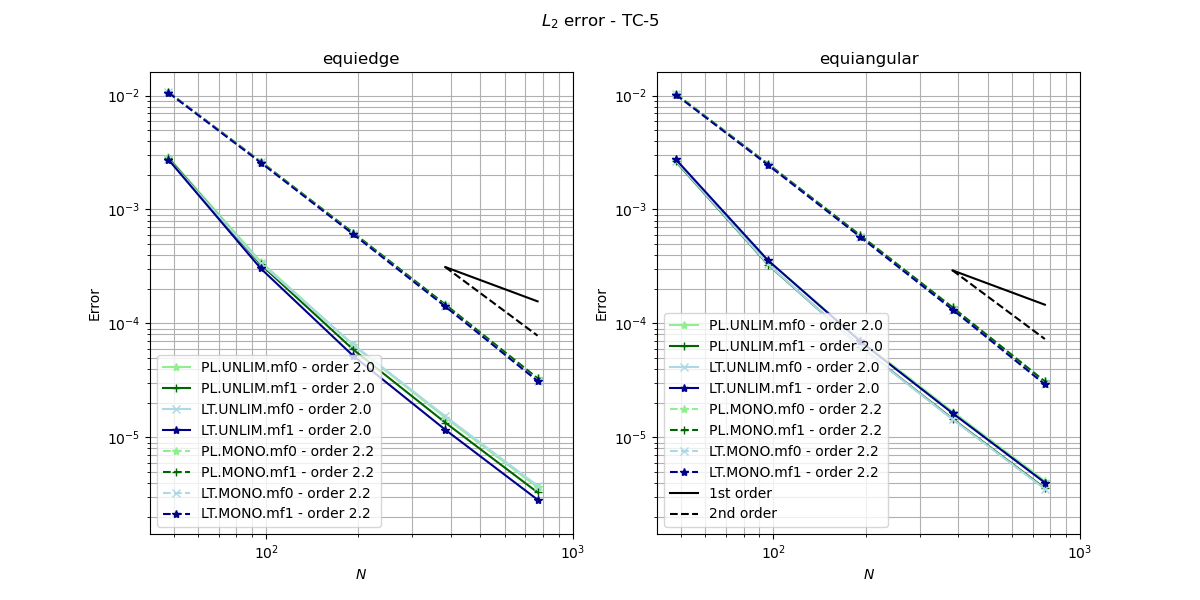 L₂ error - TC-5
equiedge
10⁻²
10⁻³
10⁻⁴
10⁻⁵
Error
PL.UNLIM.mf0 - order 2.0
PL.UNLIM.mf1 - order 2.0
LT.UNLIM.mf0 - order 2.0
LT.UNLIM.mf1 - order 2.0
PL.MONO.mf0 - order 2.2
PL.MONO.mf1 - order 2.2
LT.MONO.mf0 - order 2.2
LT.MONO.mf1 - order 2.2
10²
10³
N
equiangular
10⁻²
10⁻³
10⁻⁴
10⁻⁵
Error
PL.UNLIM.mf0 - order 2.0
PL.UNLIM.mf1 - order 2.0
LT.UNLIM.mf0 - order 2.0
LT.UNLIM.mf1 - order 2.0
PL.MONO.mf0 - order 2.2
PL.MONO.mf1 - order 2.2
LT.MONO.mf0 - order 2.2
LT.MONO.mf1 - order 2.2
1st order
2nd order
10²
10³
N